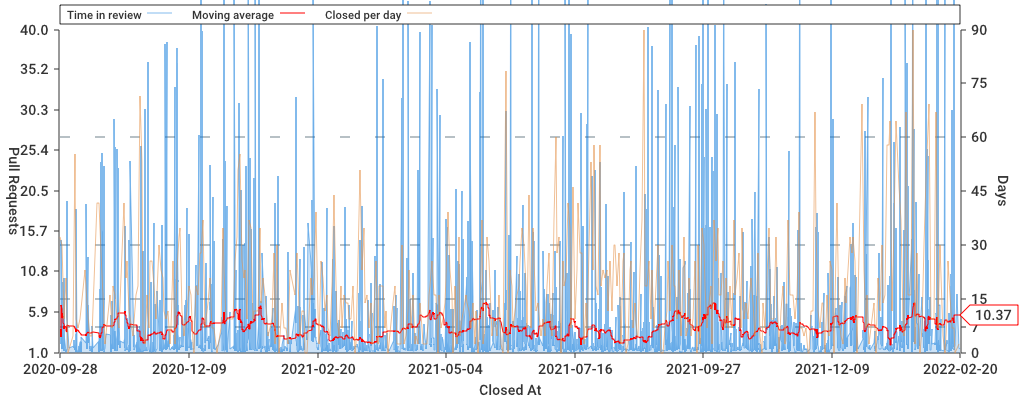 Time in review Moving average Closed per day
40.0 90
35.2 75
30.3
60
25.4
20.5 45
15.7 30
10.8
15
5.9 10.37
7
1.0 0
Pull Requests
Days
2020-09-28 2020-12-09 2021-02-20 2021-05-04 2021-07-16 2021-09-27 2021-12-09 2022-02-20
Closed At